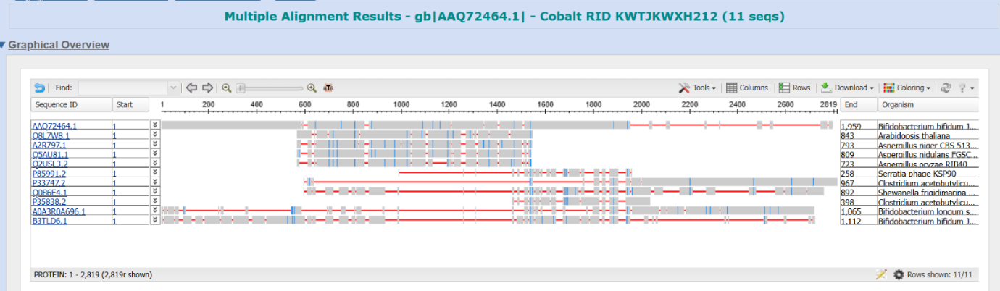 Multiple Alignment Results - gb|AAQ72464.1| - Cobalt RID KWTJKWXH212 (11 seqs)
Graphical Overview
Find: Tools Columns Rows Download Coloring ?
Sequence ID Start 1 200 400 600 800 1000 1200 1400 1600 1800 2000 2200 2400 2600 2819 End Organism
AAQ72464.1 1 1,959 Bifidobacterium bifidum J...
Q8L7W8.1 1 843 Arabidopsis thaliana
A2R797.1 1 793 Aspergillus niger CBS 513...
Q5AU81.1 1 809 Aspergillus nidulans FGSC...
Q2USL3.2 1 723 Aspergillus oryzae RIB40
P85991.2 1 258 Serratia phage KSP90
P33747.2 1 967 Clostridium acetobutylicu...
Q086E4.1 1 892 Shewanella frigidimarina ...
P35838.2 1 398 Clostridium acetobutylicu...
A0A3R0A696.1 1 1,065 Bifidobacterium longum s...
B3TLD6.1 1 1,112 Bifidobacterium bifidum J...
PROTEIN: 1 - 2,819 (2,819r shown) Rows shown: 11/11